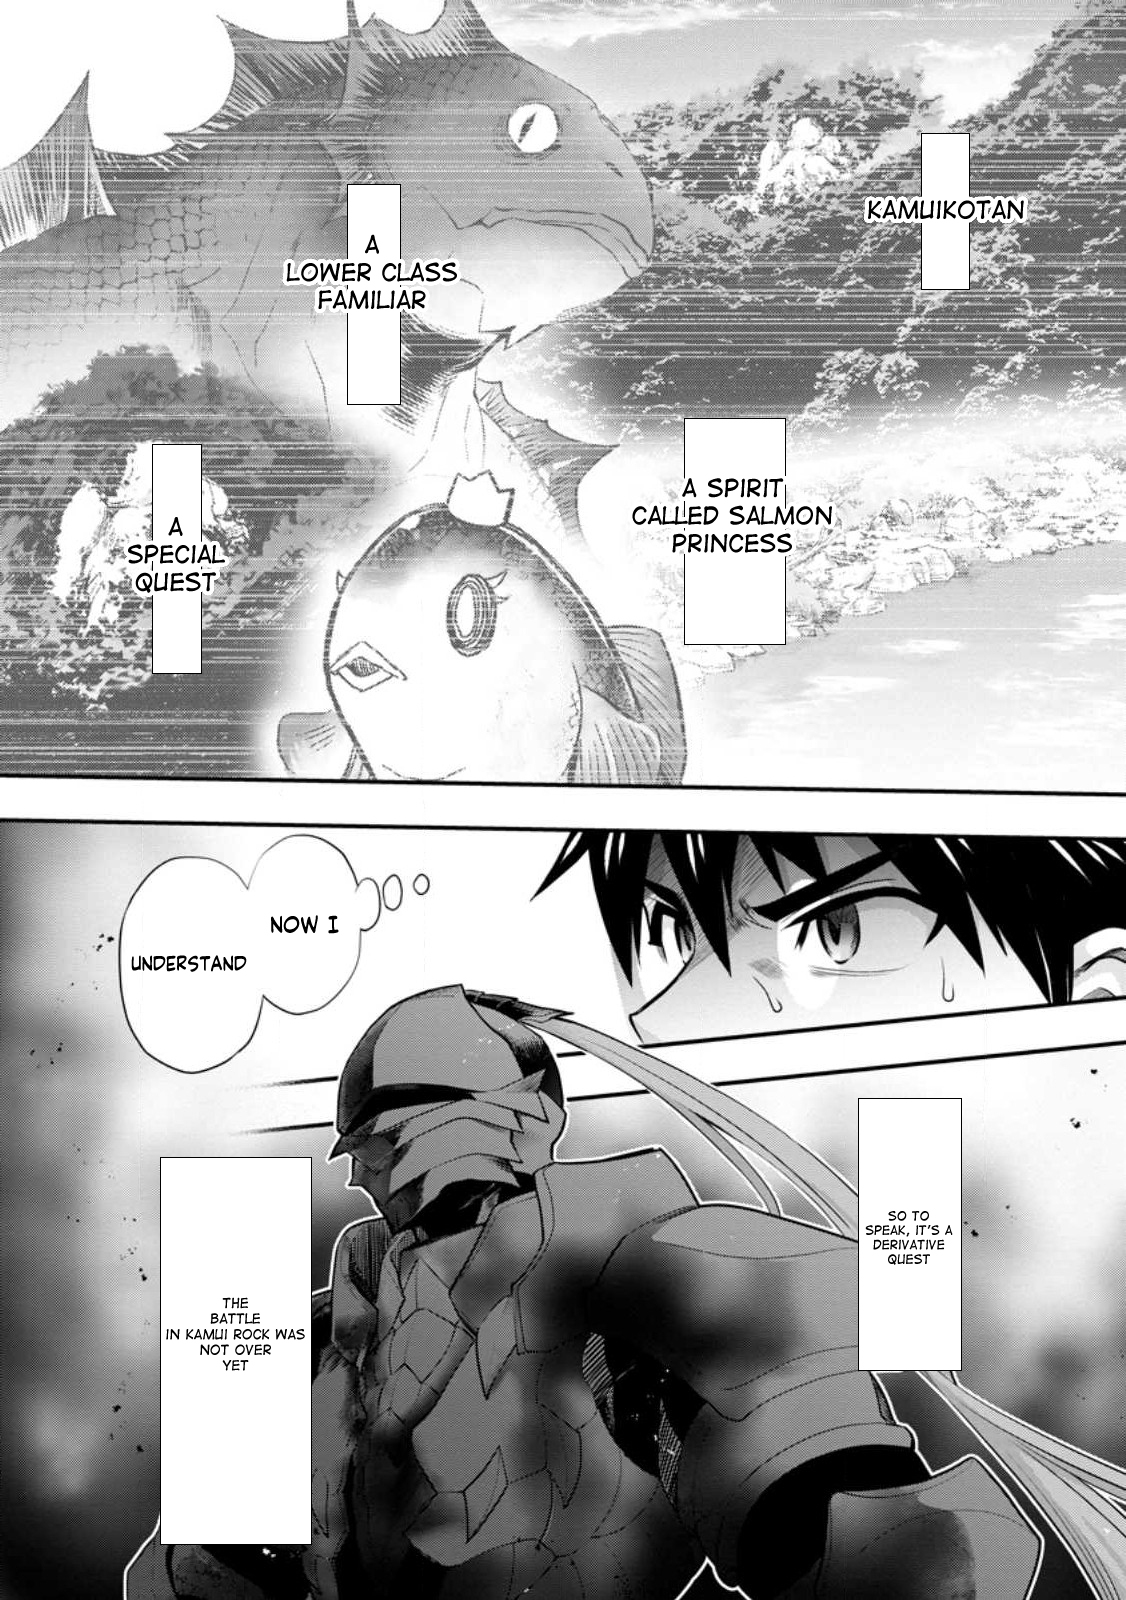 KAMUIKOTAN
A
LOWER CLASS
FAMILIAR
A SPIRIT
CALLED SALMON
PRINCESS
A
SPECIAL
QUEST
NOW I
UNDERSTAND
SO TO
SPEAK, IT'S A
DERIVATIVE
QUEST
THE
BATTLE
IN KAMUI ROCK WAS
NOT OVER
YET